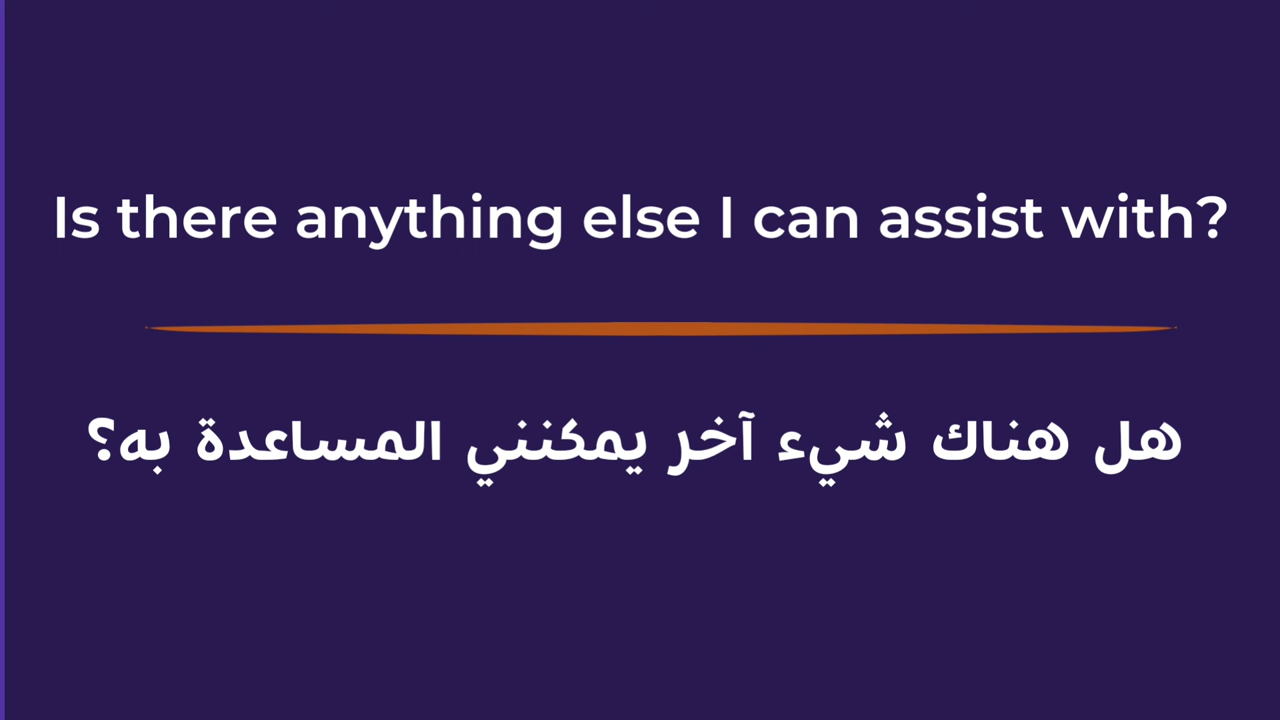 Is there anything else I can assist with?
هل هناك شيء آخر يمكنني المساعدة به؟